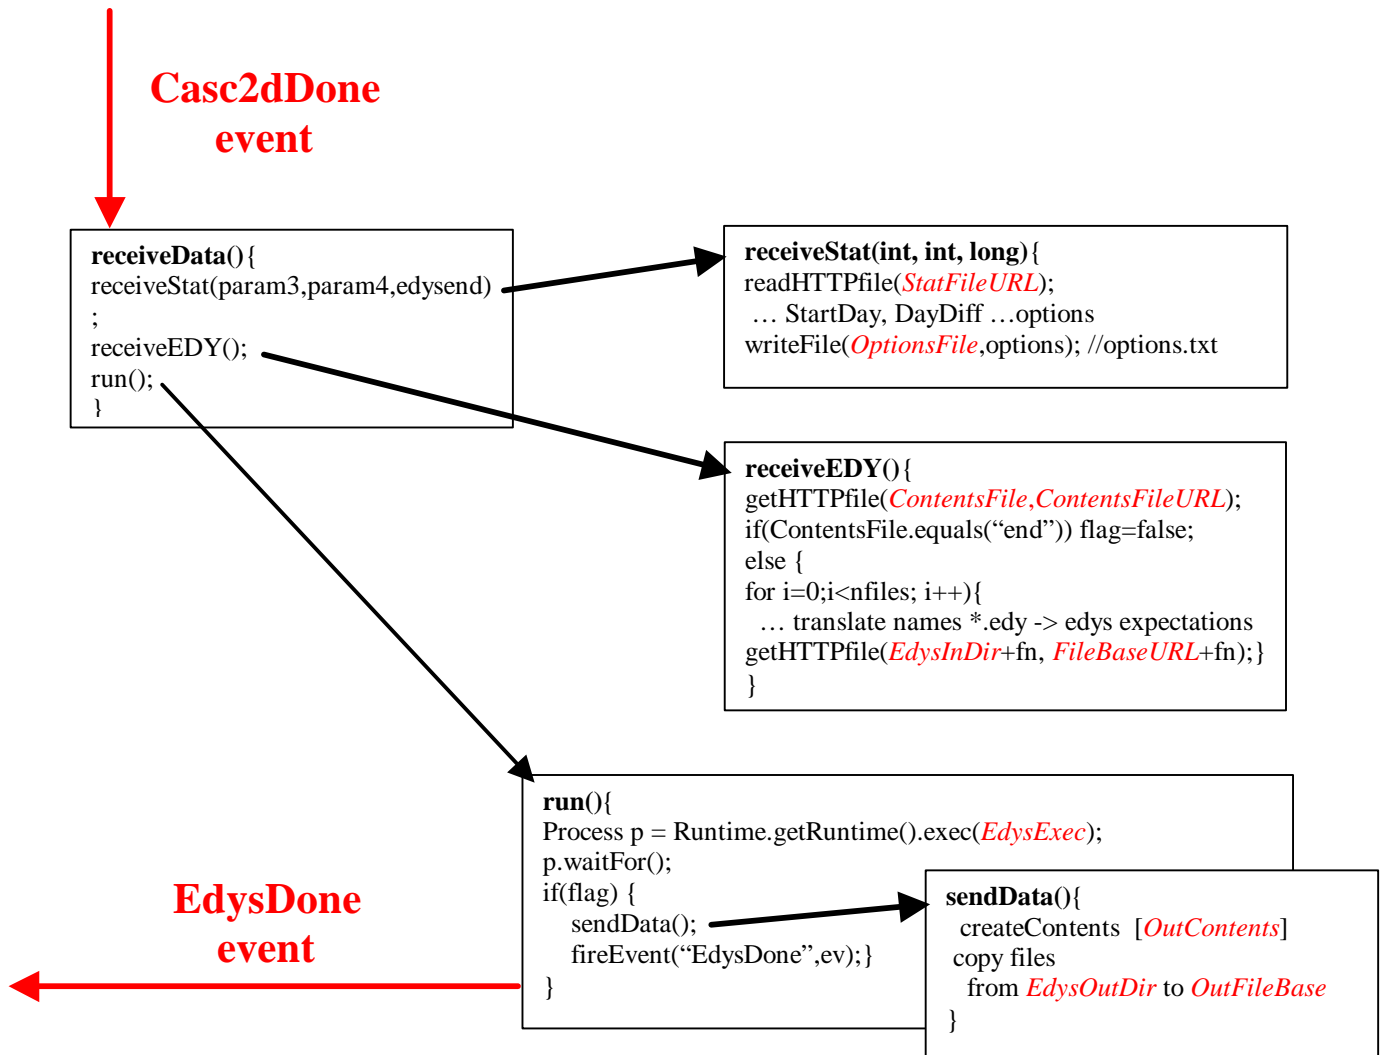 Casc2dDone
event
receiveData(){
receiveStat(param3,param4,edysend)
;
receiveEDY();
run();
}
receiveStat(int, int, long){
readHTTPfile(StatFileURL);
… StartDay, DayDiff …options
writeFile(OptionsFile,options); //options.txt
receiveEDY(){
getHTTPfile(ContentsFile,ContentsFileURL);
if(ContentsFile.equals(“end”)) flag=false;
else {
for i=0;i<nfiles; i++){
… translate names *.edy -> edys expectations
getHTTPfile(EdysInDir+fn, FileBaseURL+fn);}
}
run(){
Process p = Runtime.getRuntime().exec(EdysExec);
p.waitFor();
if(flag) {
sendData();
fireEvent(“EdysDone”,ev);}
}
sendData(){
createContents [OutContents]
copy files
from EdysOutDir to OutFileBase
}
EdysDone
event